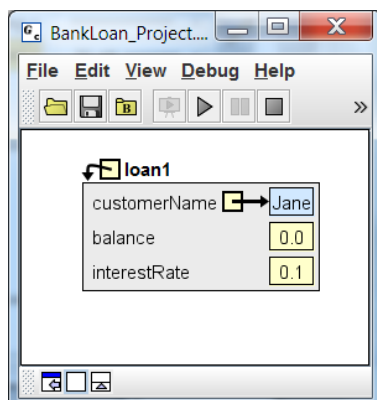 BankLoan_Project....
File Edit View Debug Help
B
»
loan1
customerName Jane
balance 0.0
interestRate 0.1